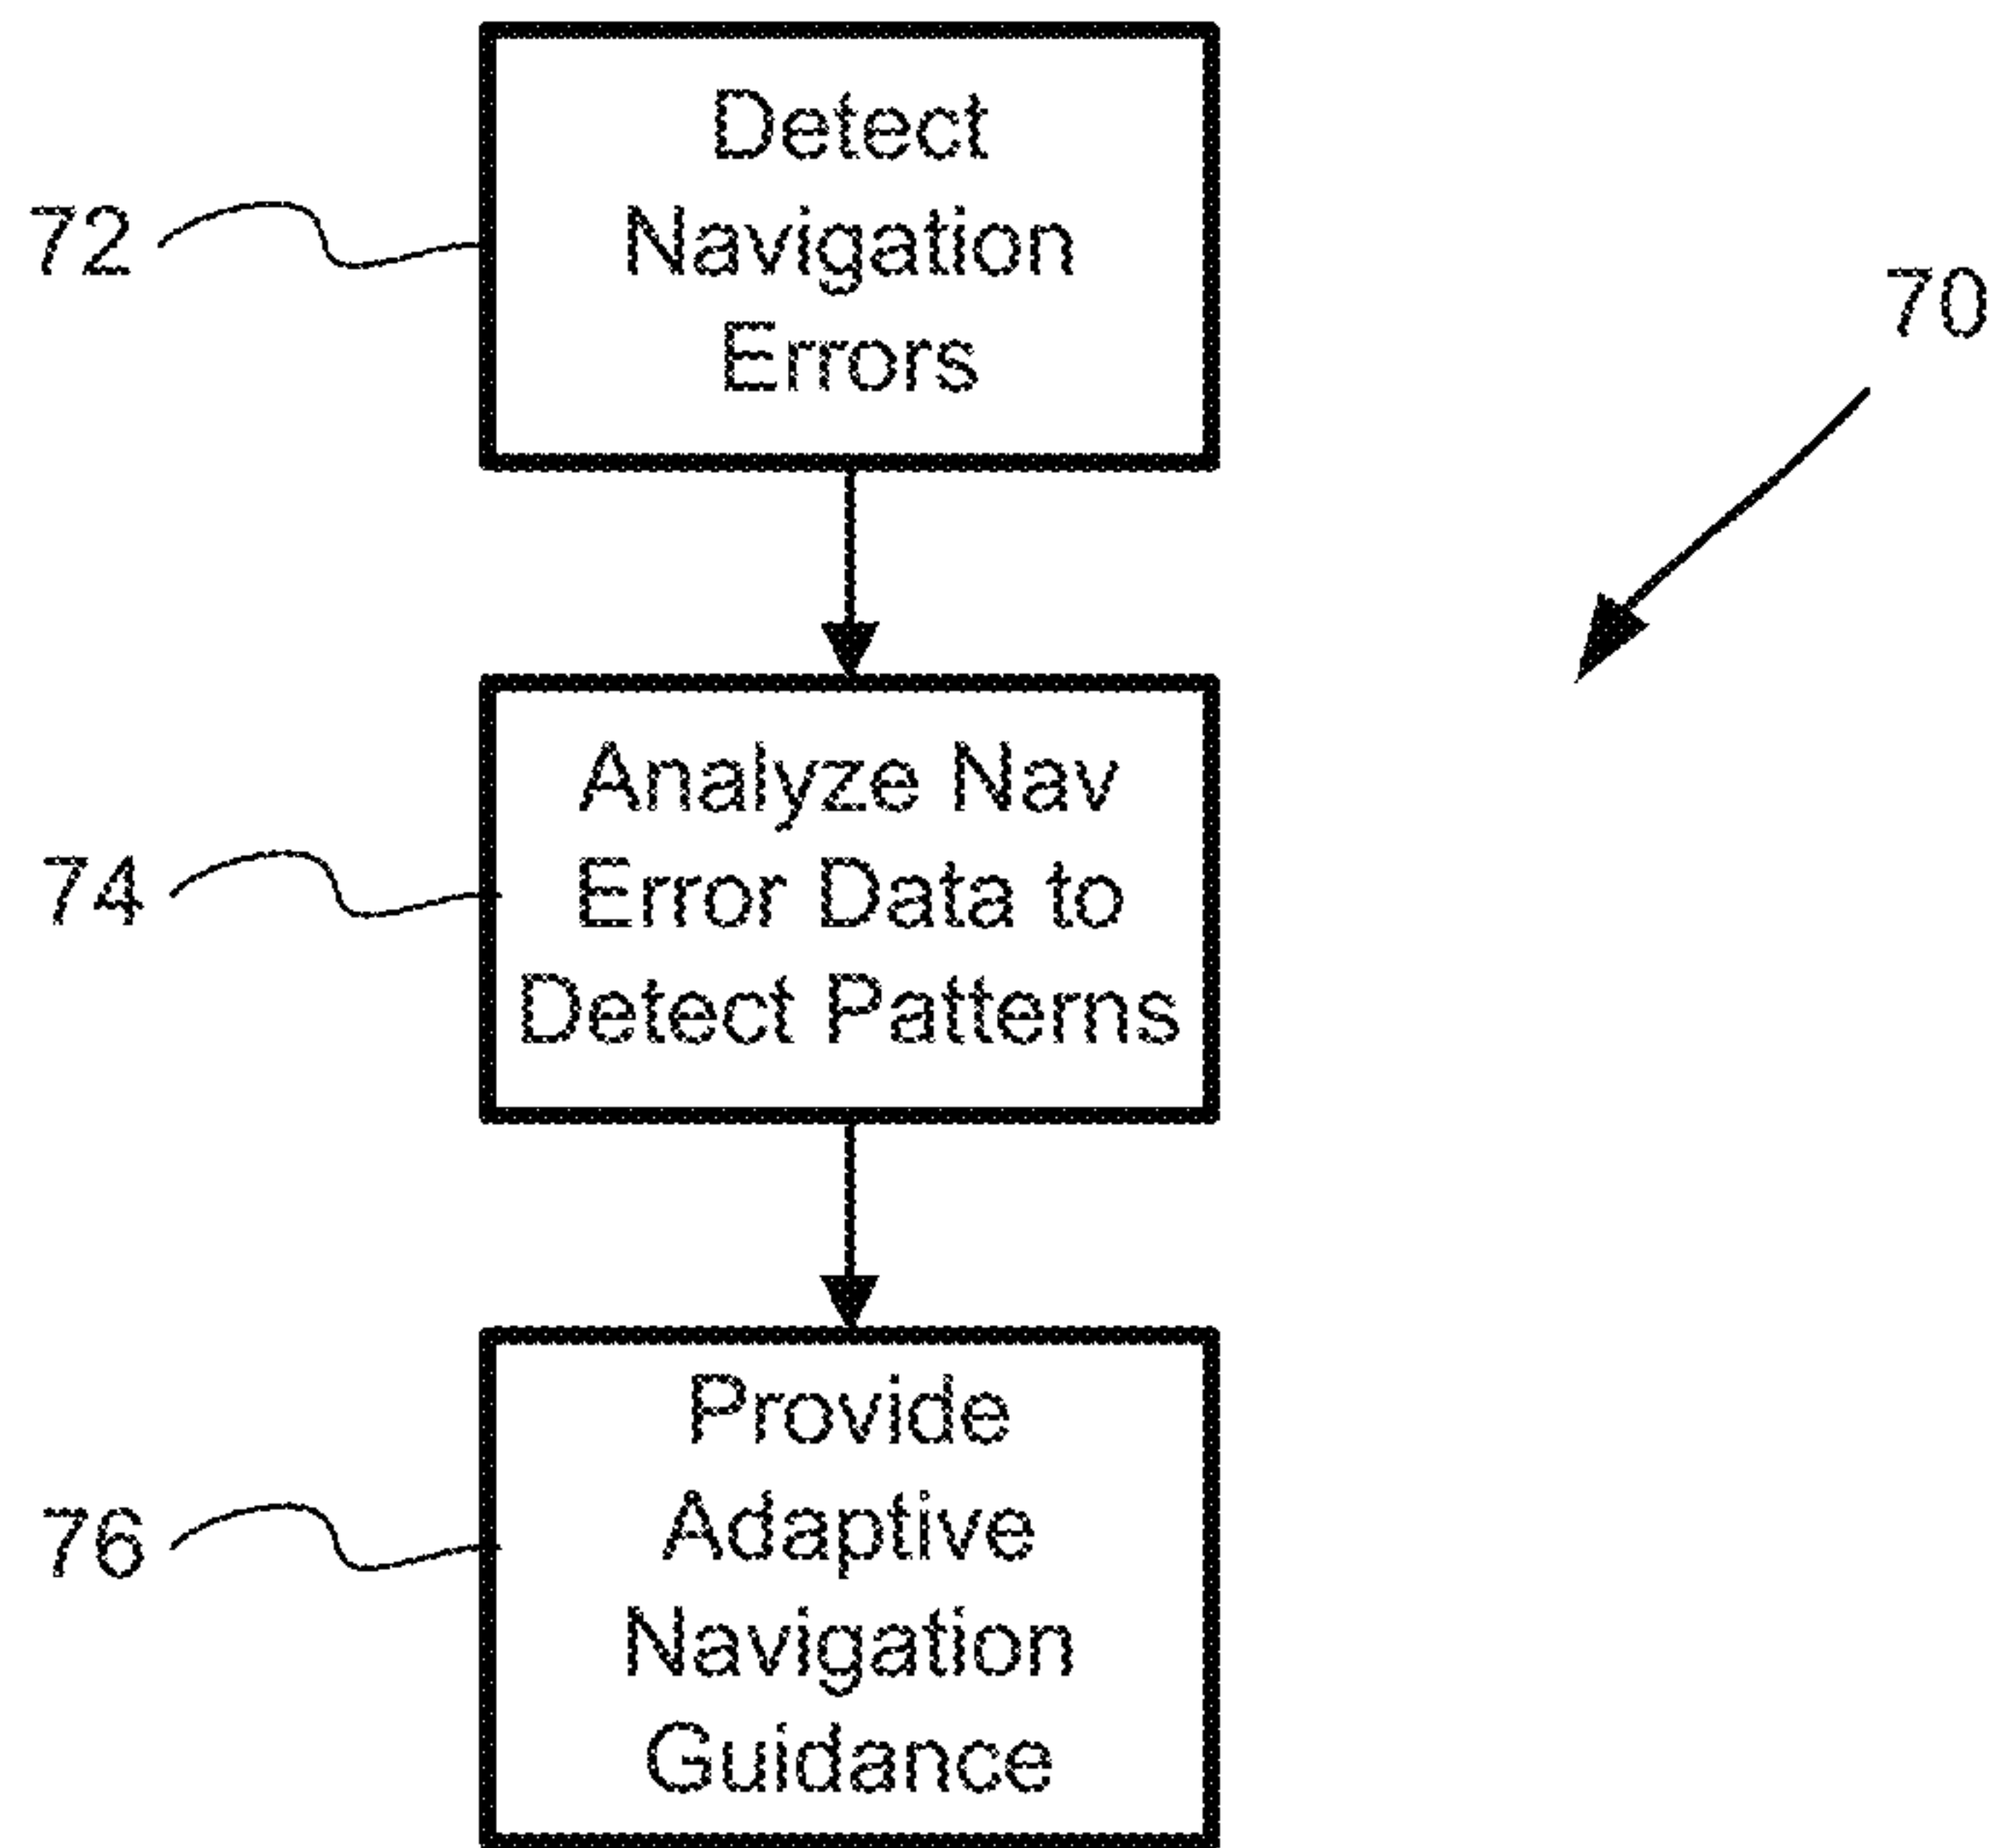 Detect
Navigation
Errors
72
70
Analyze Nav
Error Data to
Detect Patterns
74
Provide
Adaptive
Navigation
Guidance
76